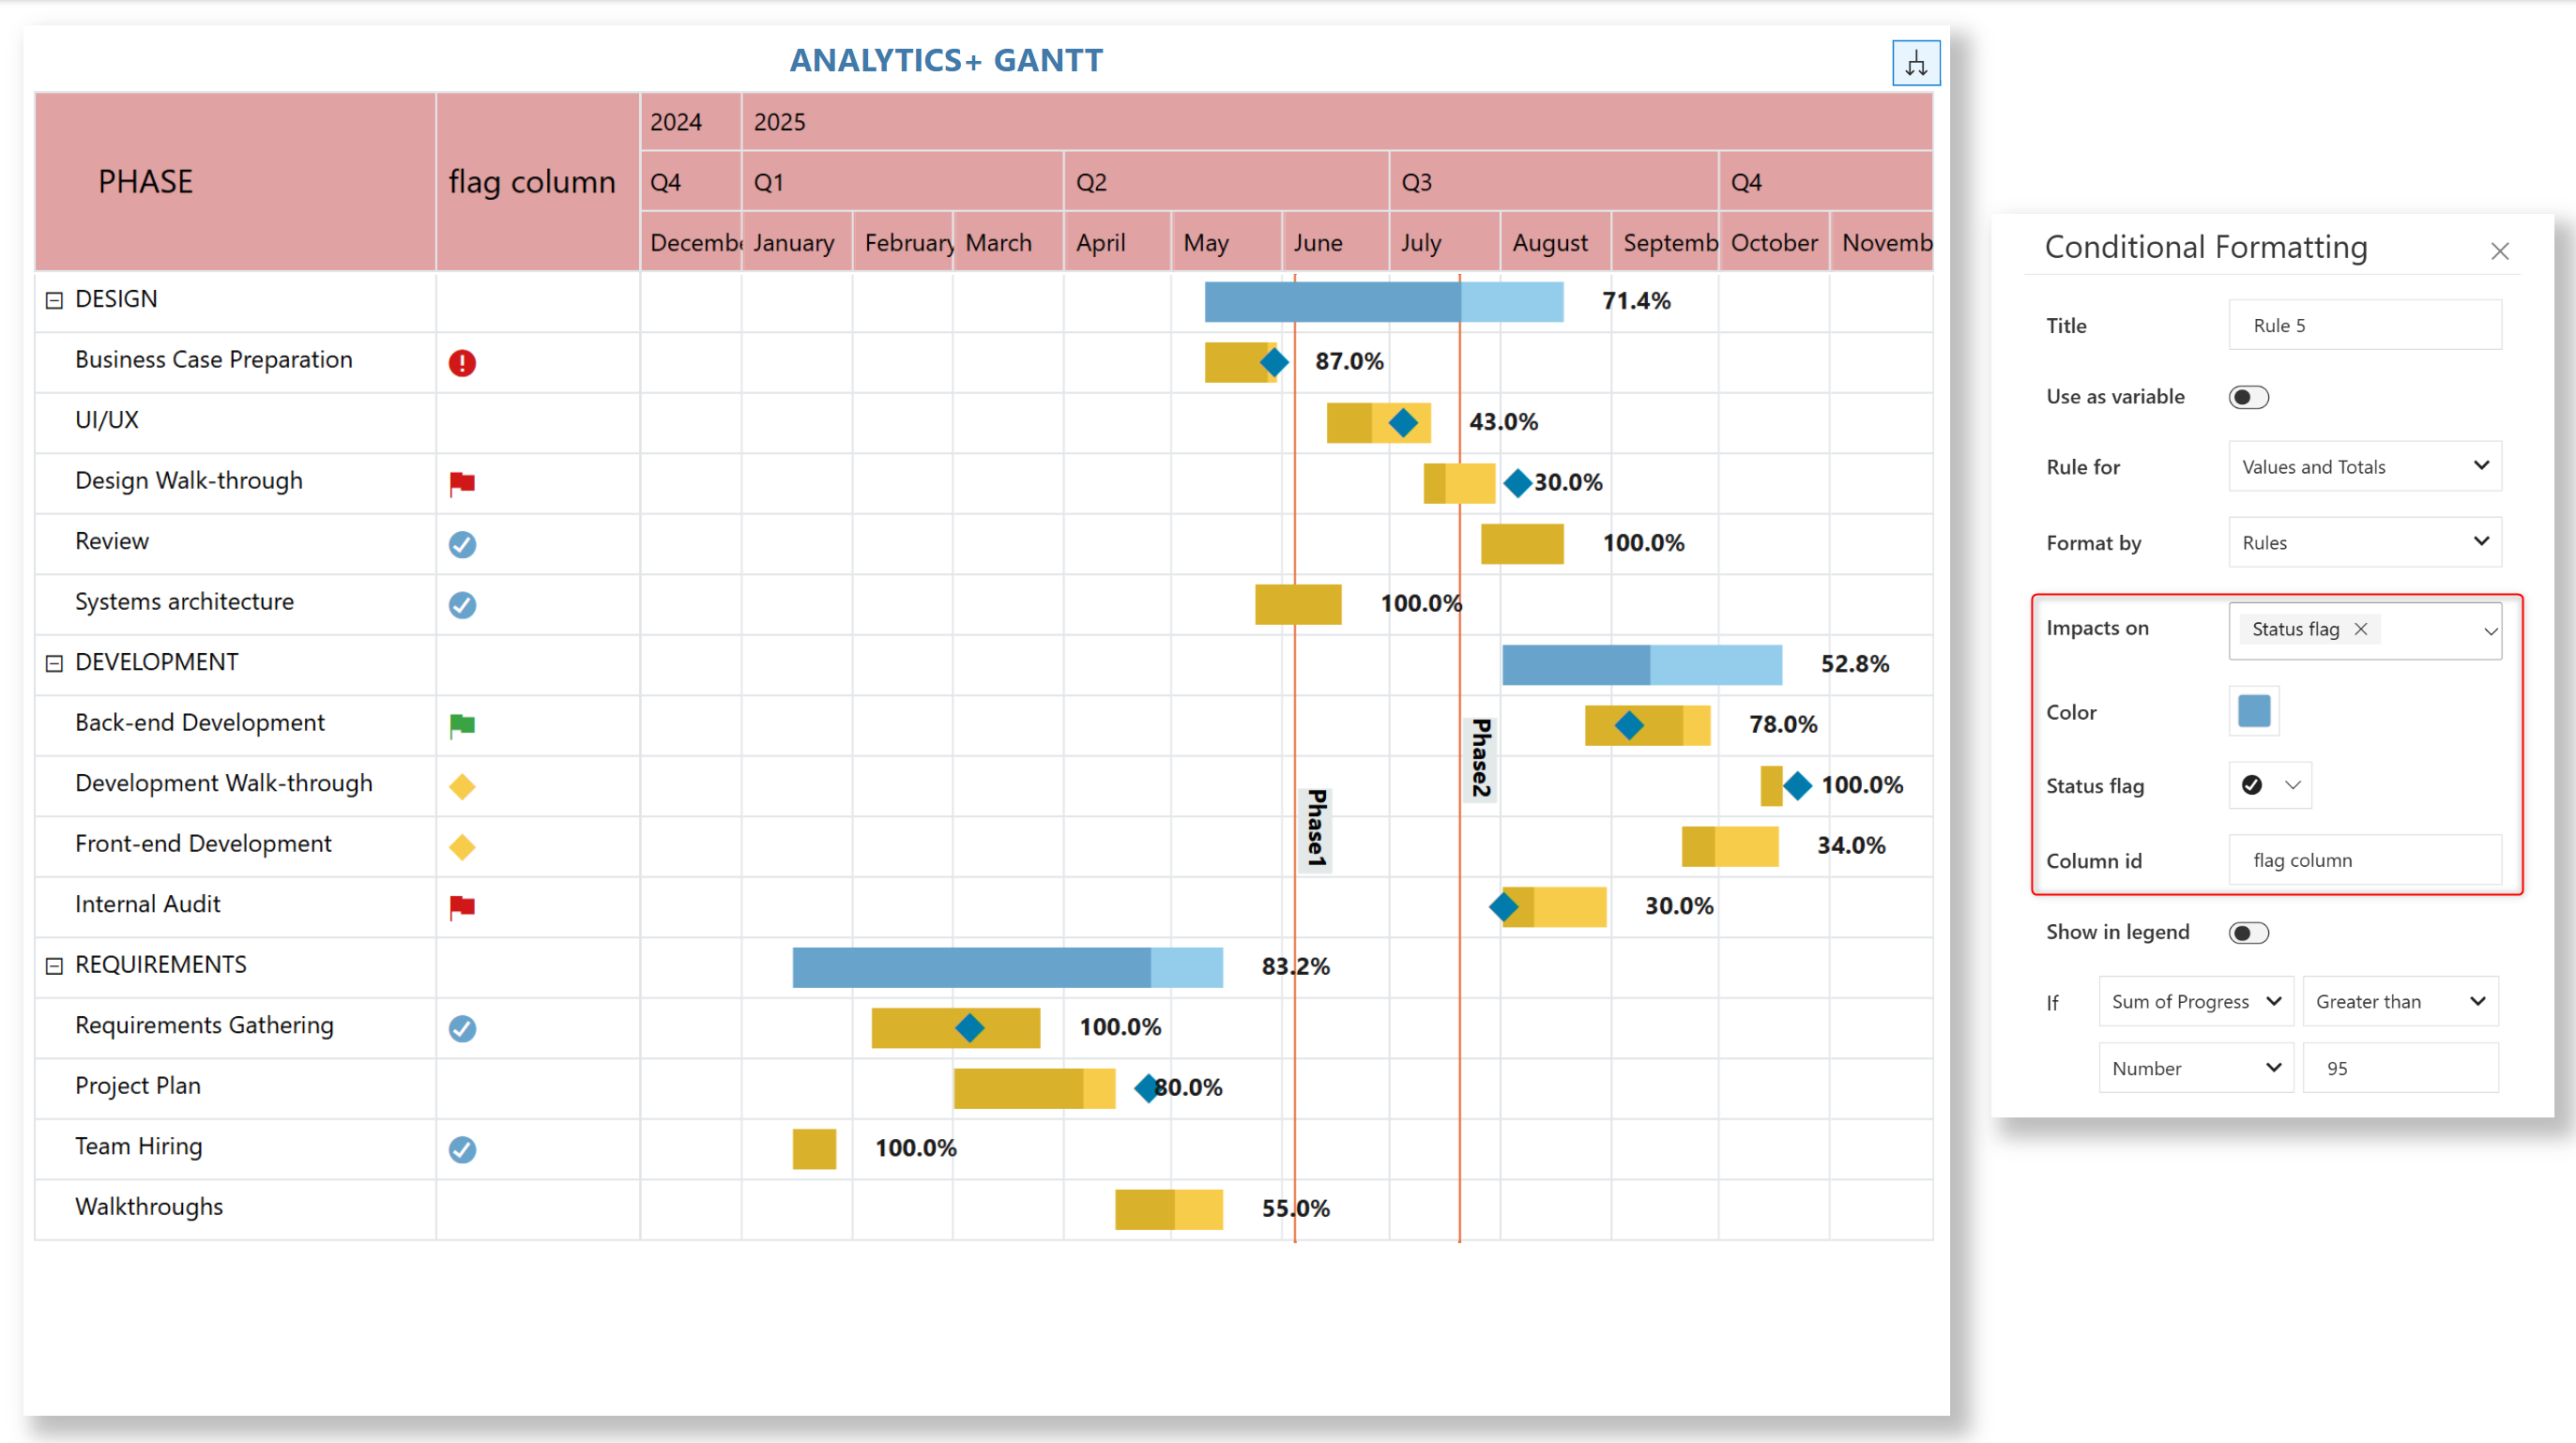 ANALYTICS+ GANTT
PHASE
flag column
2024
2025
Q4
Q1
Q2
Q3
Q4
Decembe
January
February
March
April
May
June
July
August
Septemb
October
Novemb
DESIGN
71.4%
Business Case Preparation
87.0%
UI/UX
43.0%
Design Walk-through
30.0%
Review
100.0%
Systems architecture
100.0%
DEVELOPMENT
52.8%
Back-end Development
78.0%
Development Walk-through
100.0%
Front-end Development
34.0%
Internal Audit
30.0%
REQUIREMENTS
83.2%
Requirements Gathering
100.0%
Project Plan
80.0%
Team Hiring
100.0%
Walkthroughs
55.0%
Phase1
Phase2
Conditional Formatting
Title
Rule 5
Use as variable
Rule for
Values and Totals
Format by
Rules
Impacts on
Status flag
Color
Status flag
Column id
flag column
Show in legend
If
Sum of Progress
Greater than
Number
95